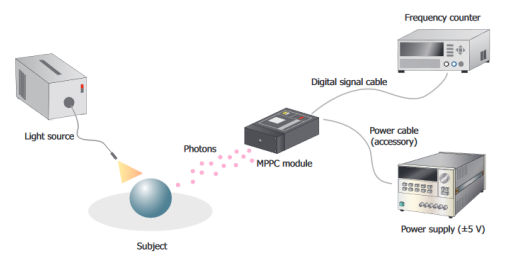 Frequency counter
Digital signal cable
Light source
Photons
MPPC module
Power cable
(accessory)
Power supply (±5 V)
Subject